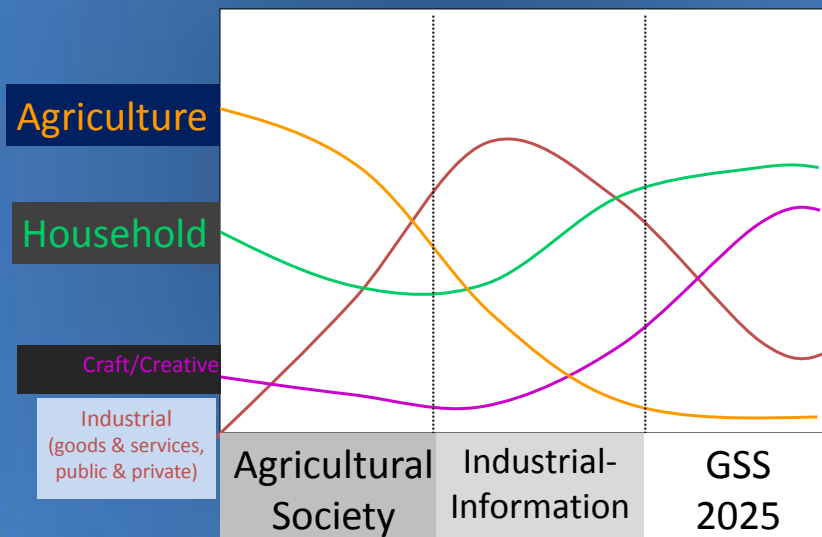 Agriculture
Household
Craft/Creative
Industrial
(goods & services,
public & private)
Agricultural
Society
Industrial-
Information
GSS
2025